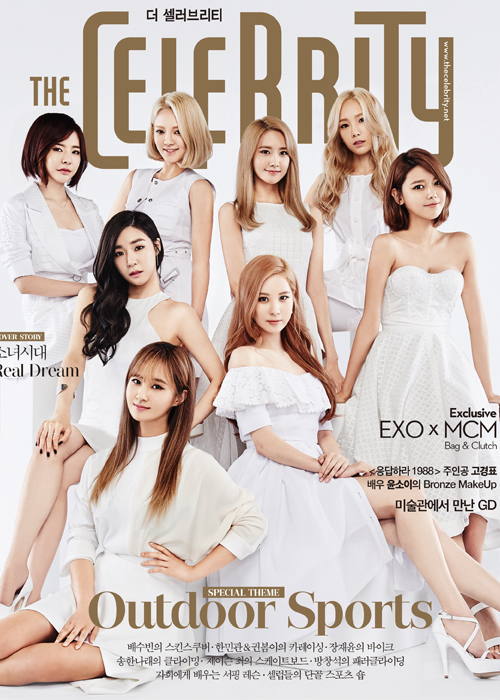 더 셀러브리티
THE CELEBRITY
www.thecelebrity.net
COVER STORY
소녀시대
Real Dream
Exclusive
EXO x MCM
Bag & Clutch
<응답하라 1988> 주인공 고경표
배우 윤소이의 Bronze MakeUp
미술관에서 만난 GD
SPECIAL THEME
Outdoor Sports
배수빈의 스킨스쿠버 · 한민관&권봄이의 카레이싱 · 장재윤의 바이크
송한나래의 클라이밍 · 제이든 최의 스케이트보드 · 방창석의 패러글라이딩
자희에게 배우는 서핑 레슨 · 셀럽들의 단골 스포츠 숍